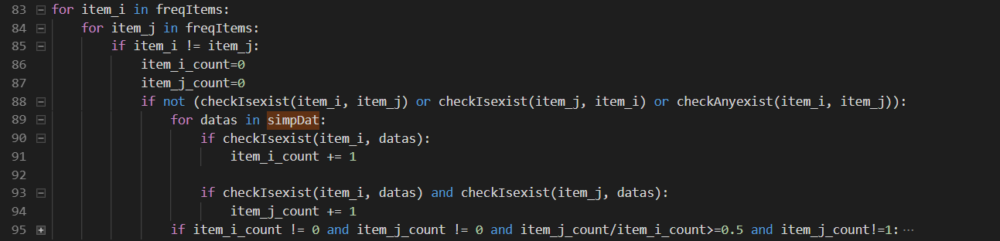 83 for item_i in freqItems:
84 for item_j in freqItems:
85 if item_i != item_j:
86 item_i_count=0
87 item_j_count=0
88 if not (checkIsexist(item_i, item_j) or checkIsexist(item_j, item_i) or checkAnyexist(item_i, item_j)):
89 for datas in simpDat:
90 if checkIsexist(item_i, datas):
91 item_i_count += 1
92
93 if checkIsexist(item_i, datas) and checkIsexist(item_j, datas):
94 item_j_count += 1
95 if item_i_count != 0 and item_j_count != 0 and item_j_count/item_i_count>=0.5 and item_j_count!=1:···